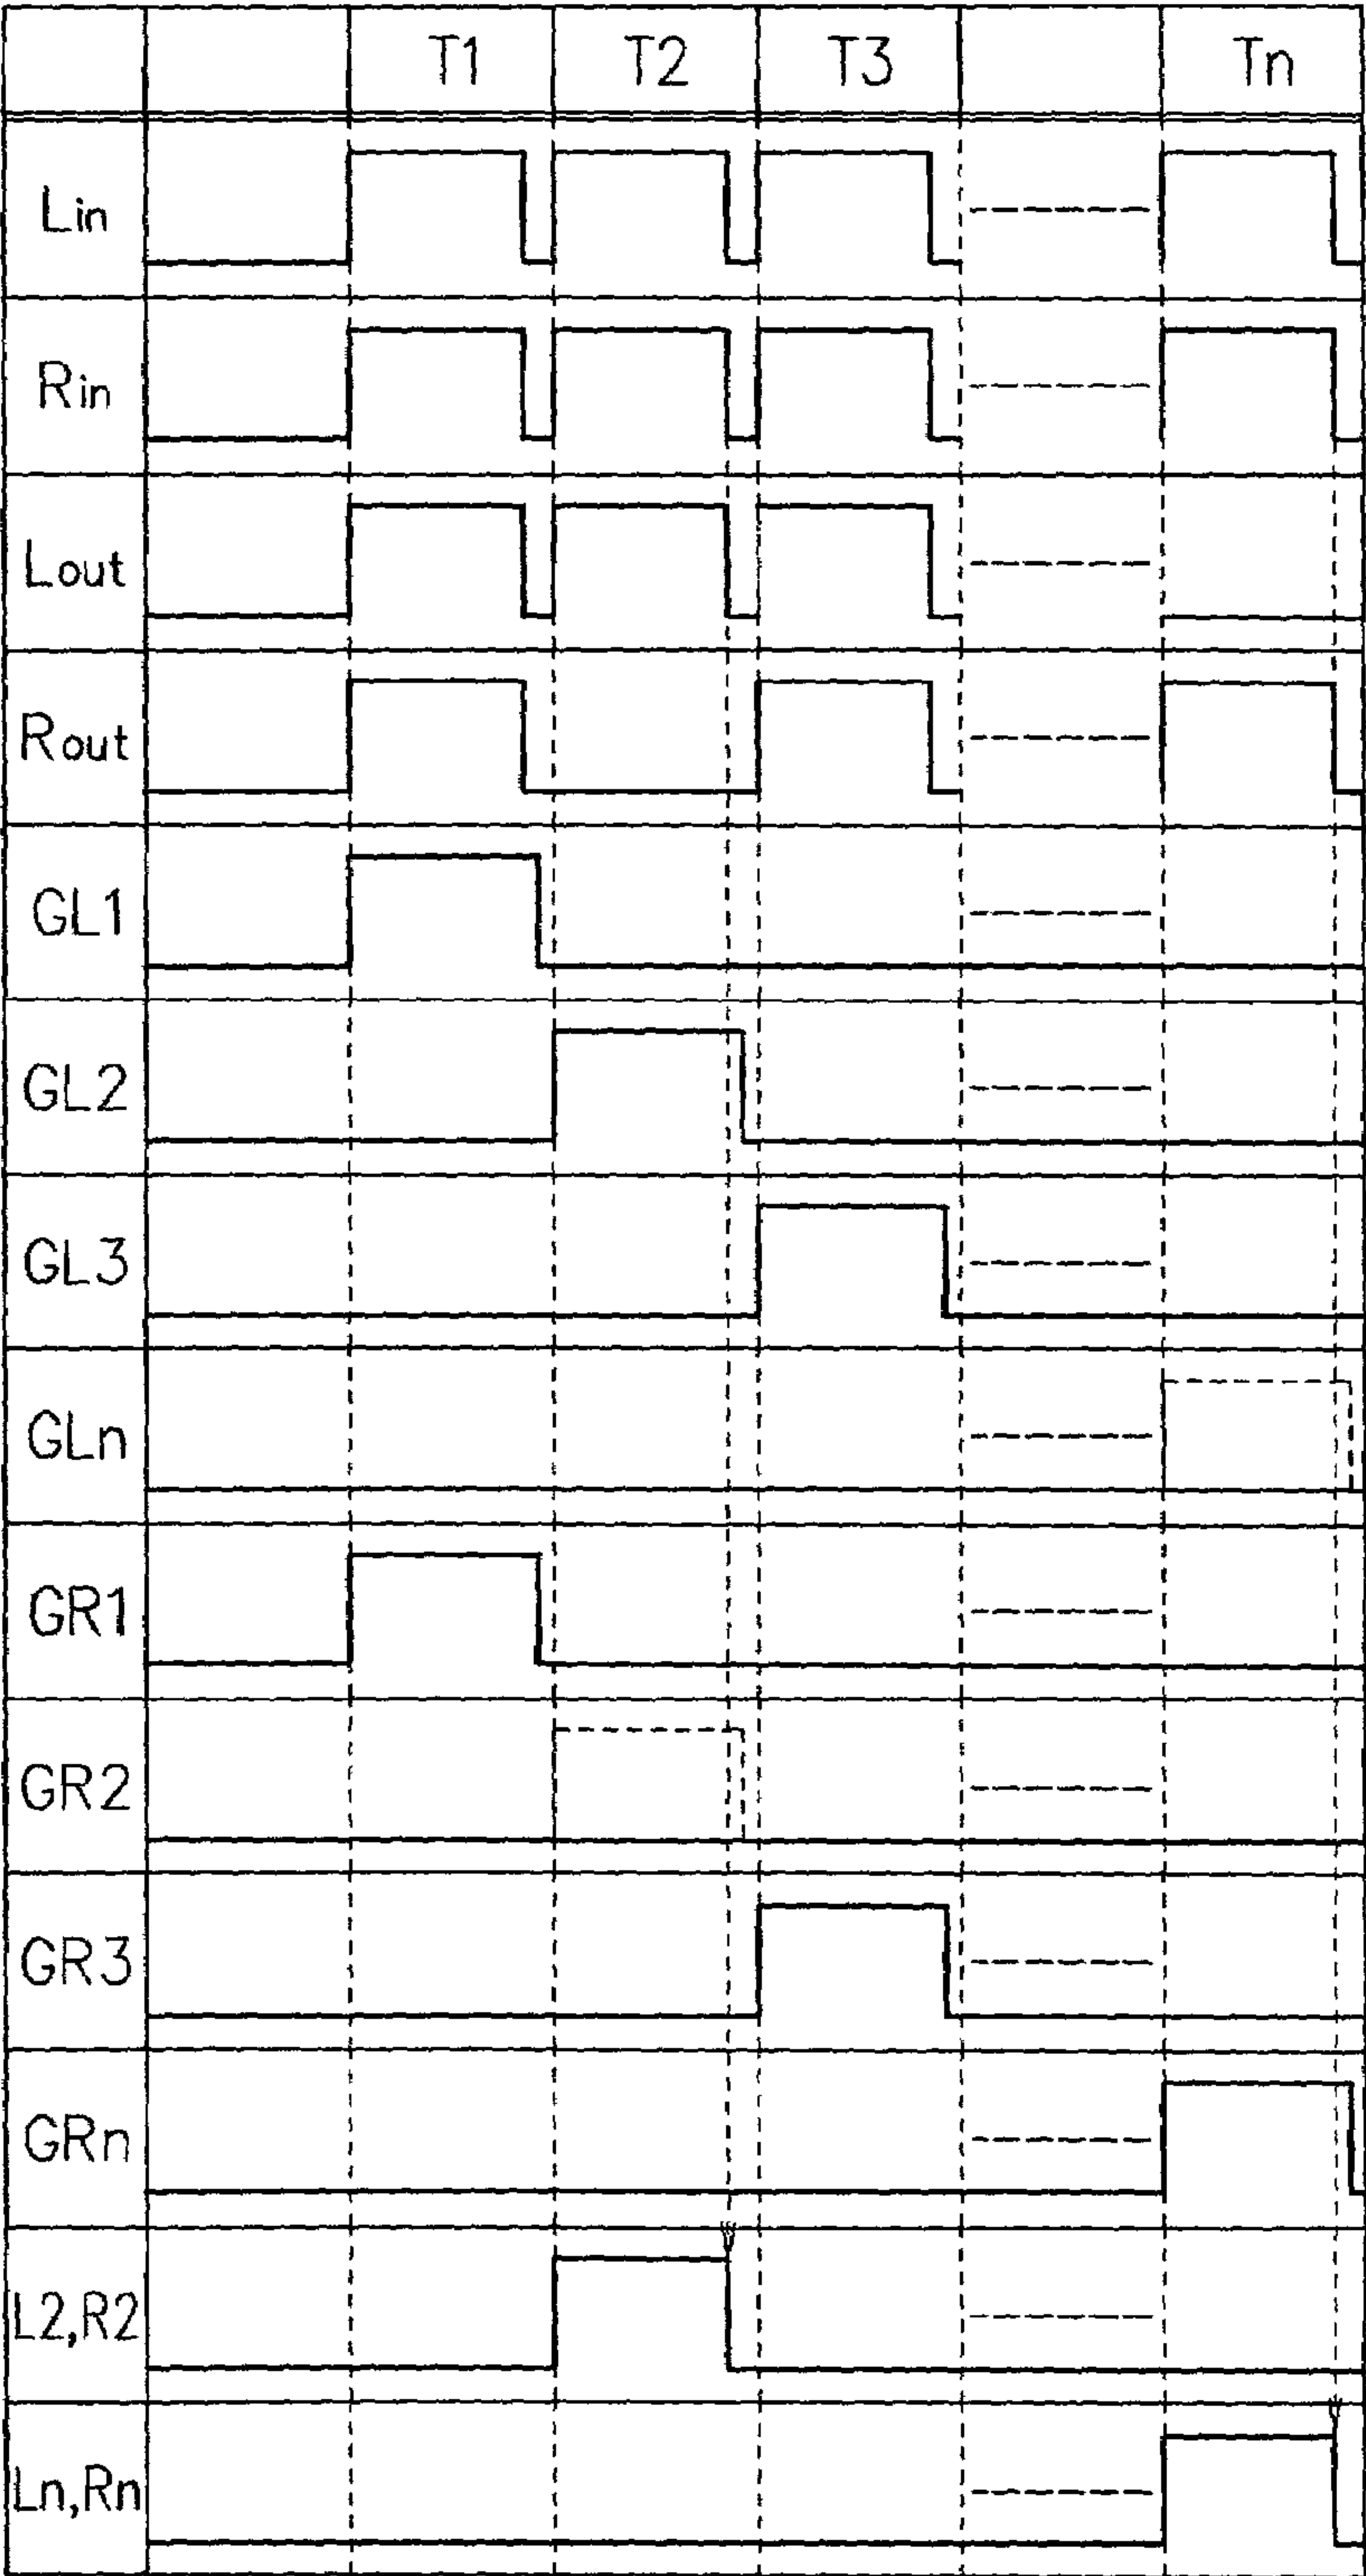 T1 T2 T3 Tn
Lin
Rin
Lout
Rout
GL1
GL2
GL3
GLn
GR1
GR2
GR3
GRn
L2,R2
Ln,Rn